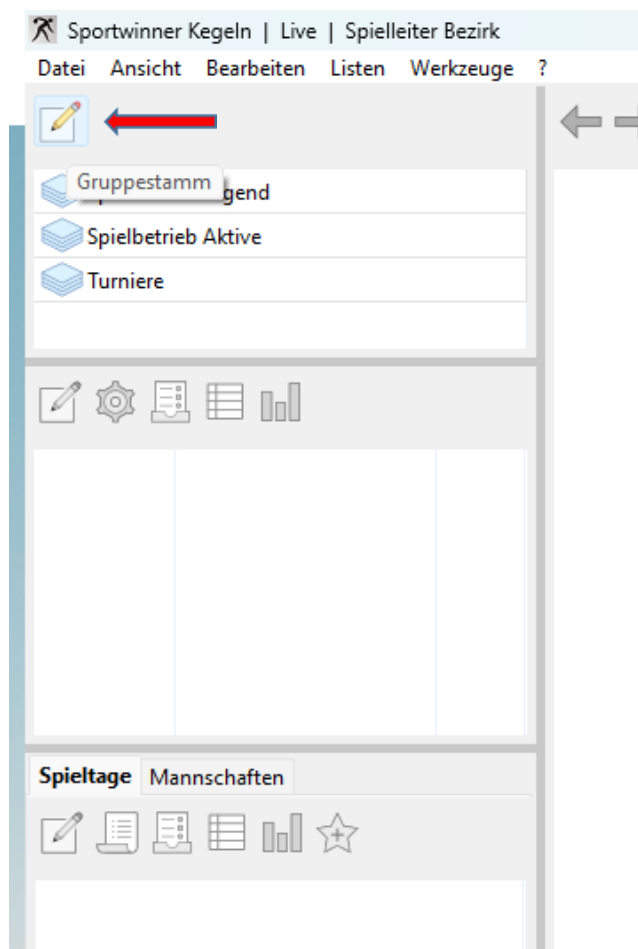 Sportwinner Kegeln | Live | Spielleiter Bezirk
Datei Ansicht Bearbeiten Listen Werkzeuge ?
Gruppestamm
gend
Spielbetrieb Aktive
Turniere
Spieltage Mannschaften